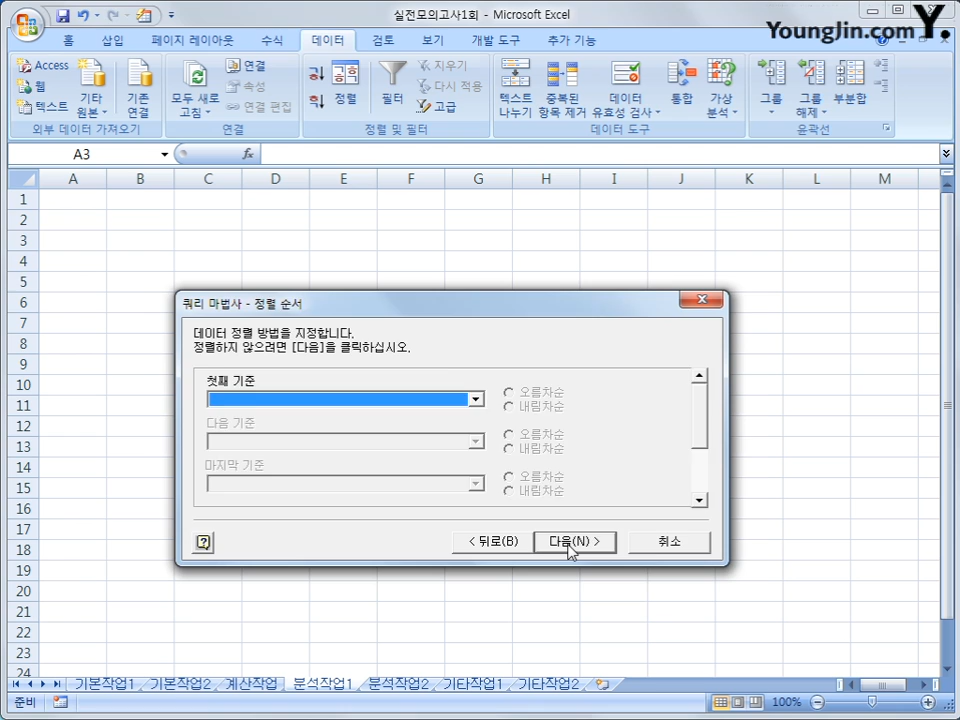 실전모의고사1회 - Microsoft Excel
YoungJin.com Y.
홈 삽입 페이지 레이아웃 수식 데이터 검토 보기 개발 도구 추가 기능
Access
웹
텍스트
기타 원본
기존 연결
모두 새로 고침
연결
속성
연결 편집
정렬
필터
지우기
다시 적용
고급
텍스트 나누기
중복된 항목 제거
데이터 유효성 검사
통합
가상 분석
그룹
그룹 해제
부분합
외부 데이터 가져오기 연결 정렬 및 필터 데이터 도구 윤곽선
A3 fx
A B C D E F G H I J K L M
1
2
3
4
5
6
7
8
9
10
11
12
13
14
15
16
17
18
19
20
21
22
23
24
쿼리 마법사 - 정렬 순서
데이터 정렬 방법을 지정합니다.
정렬하지 않으려면 [다음]을 클릭하십시오.
첫째 기준
오름차순
내림차순
다음 기준
오름차순
내림차순
마지막 기준
오름차순
내림차순
< 뒤로(B) 다음(N) > 취소
기본작업1 기본작업2 계산작업 분석작업1 분석작업2 기타작업1 기타작업2
준비 100%